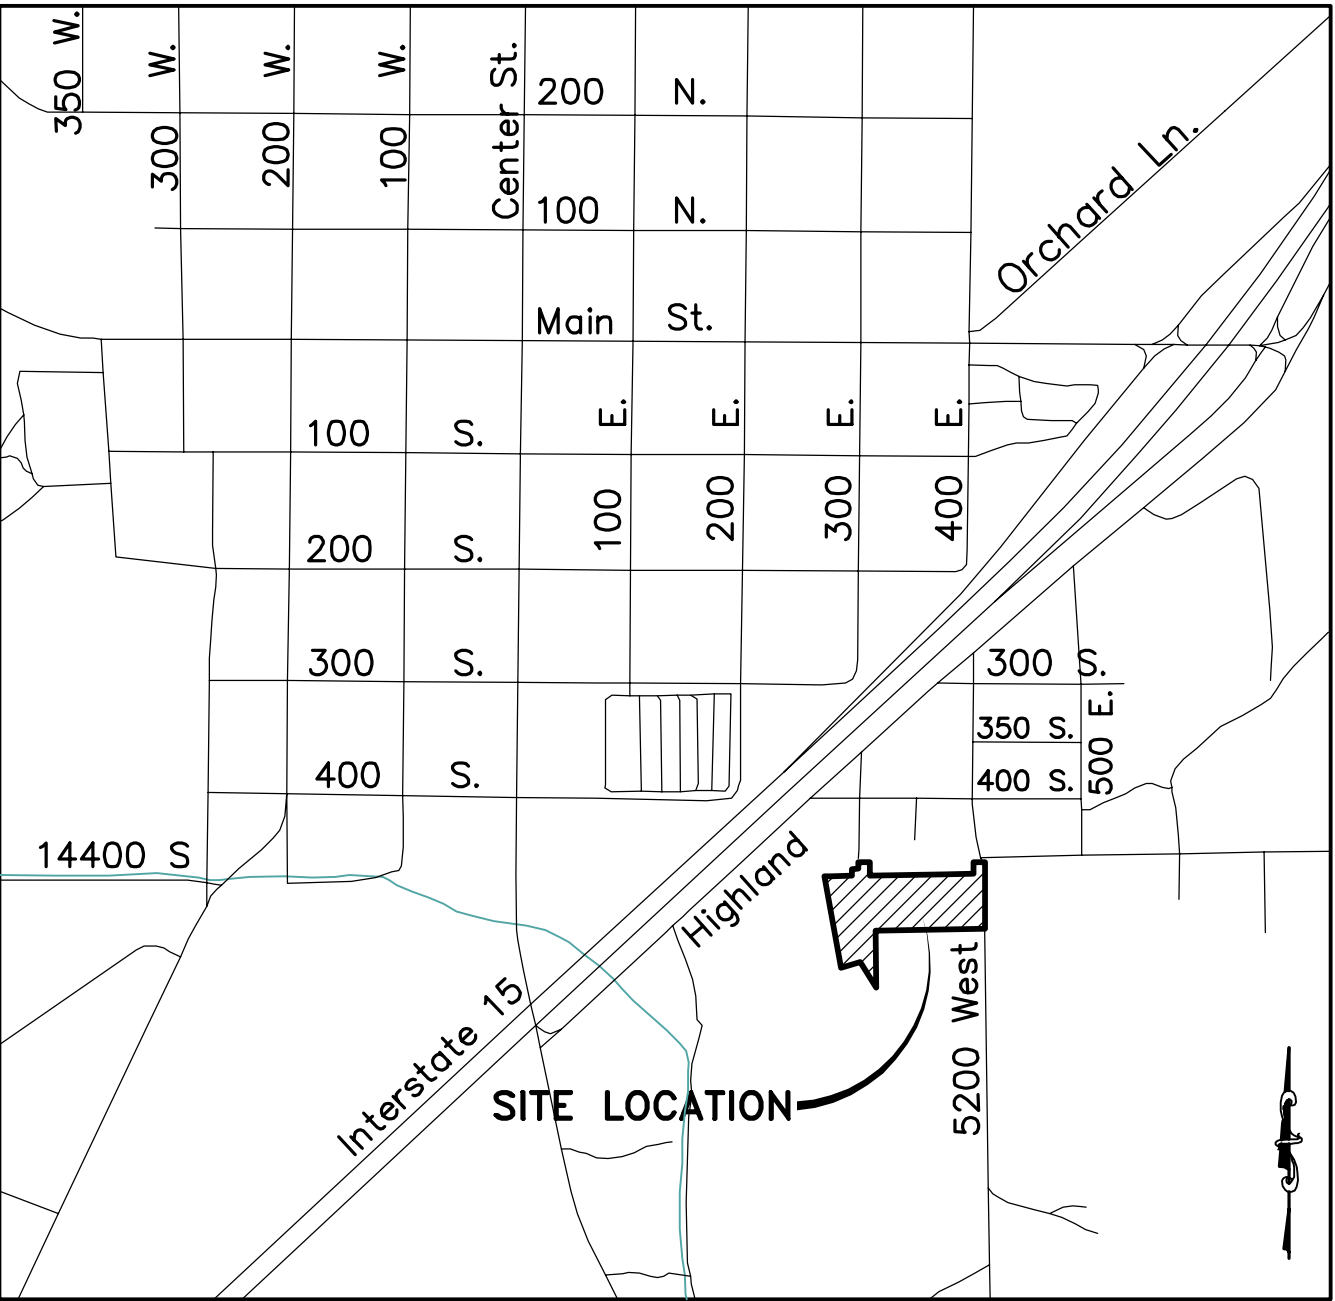 350 W.
300 W.
200 W.
100 W.
Center St.
200 N.
100 N.
Orchard Ln.
Main St.
100 S.
100 E.
200 E.
300 E.
400 E.
200 S.
300 S.
300 S.
350 S.
400 S.
400 S.
500 E.
14400 S
Highland
Interstate 15
5200 West
SITE LOCATION